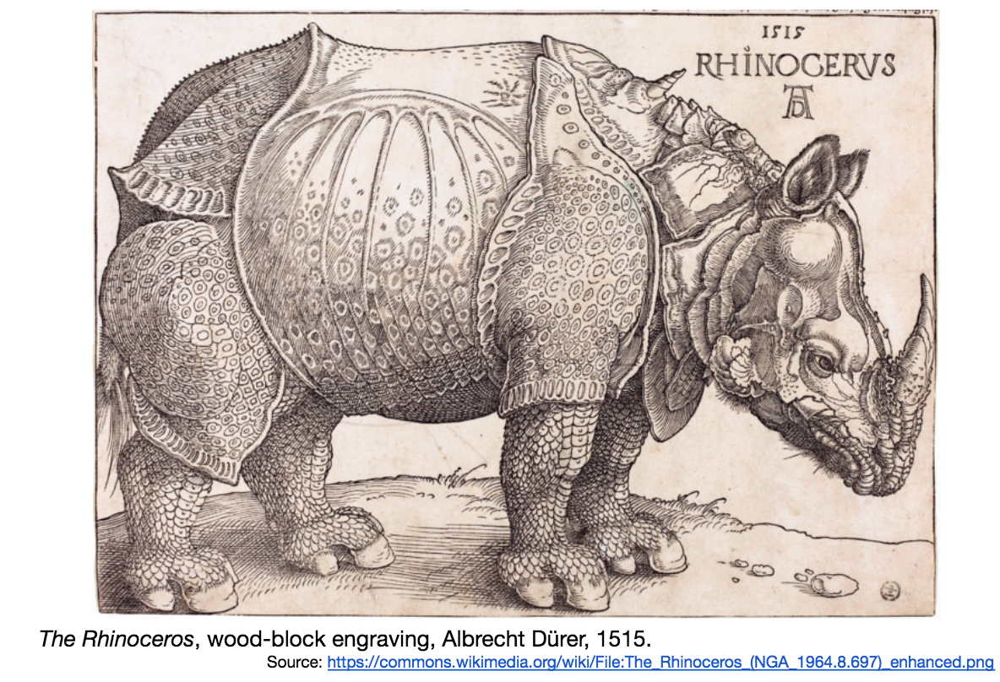 1515
RHINOCERVS
AD
The Rhinoceros, wood-block engraving, Albrecht Dürer, 1515.
Source: https://commons.wikimedia.org/wiki/File:The_Rhinoceros_(NGA_1964.8.697)_enhanced.png